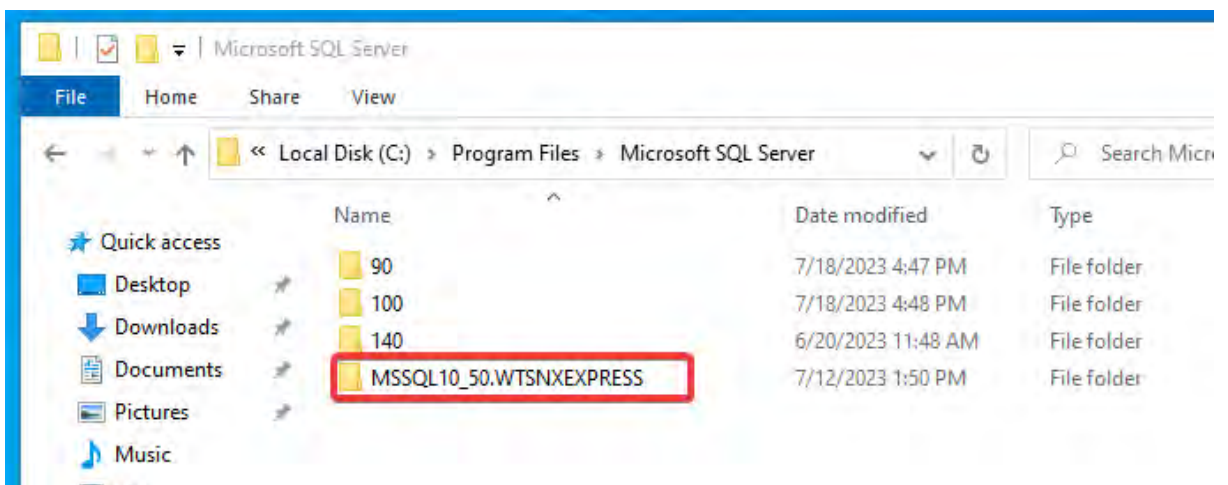 Microsoft SQL Server
File Home Share View
« Local Disk (C:) › Program Files › Microsoft SQL Server Search Micr
Name Date modified Type
Quick access
90 7/18/2023 4:47 PM File folder
Desktop
100 7/18/2023 4:48 PM File folder
Downloads
140 6/20/2023 11:48 AM File folder
Documents
MSSQL10_50.WTSNXEXPRESS 7/12/2023 1:50 PM File folder
Pictures
Music